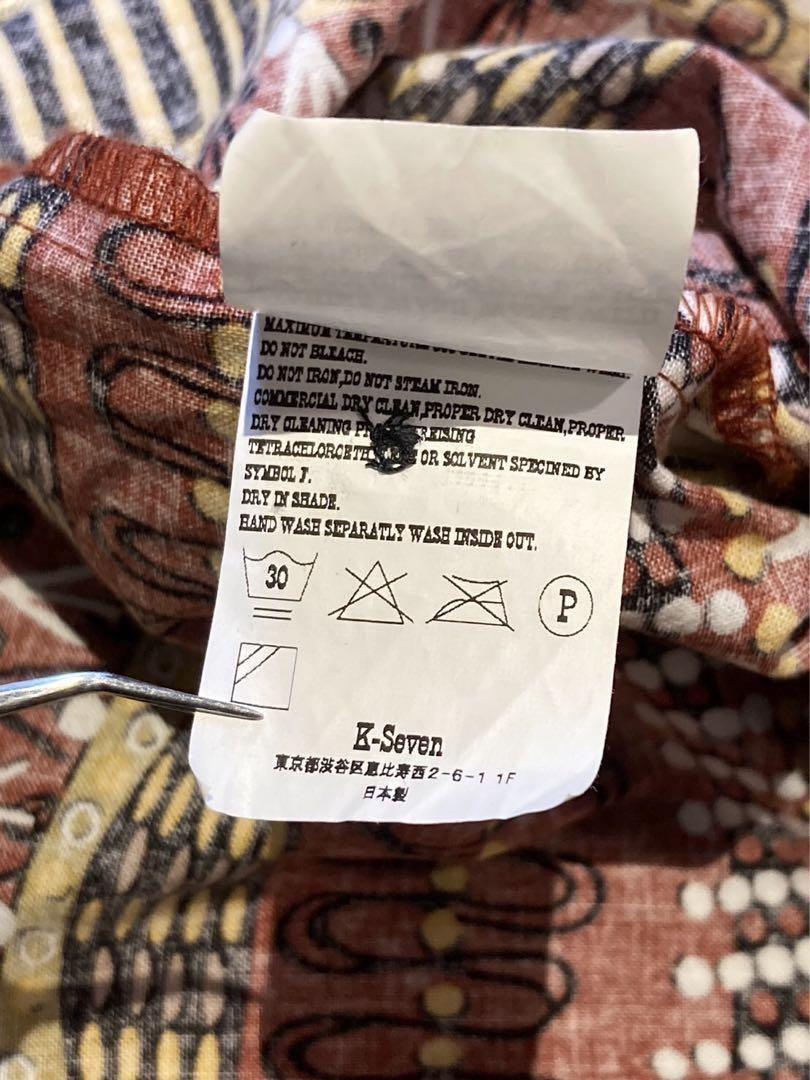 MAXIMUM TEMPERATURE
DO NOT BLEACH.
DO NOT IRON,DO NOT STEAM IRON.
COMMERCIAL DRY CLEAN,PROPER DRY CLEAN,PROPER
DRY CLEANING
OR SOLVENT SPECINED BY
SYMBOL F.
DRY IN SHADE.
HAND WASH SEPARATLY WASH INSIDE OUT.
30
P
K-Seven
東京都渋谷区恵比寿西2-6-1 1F
日本製